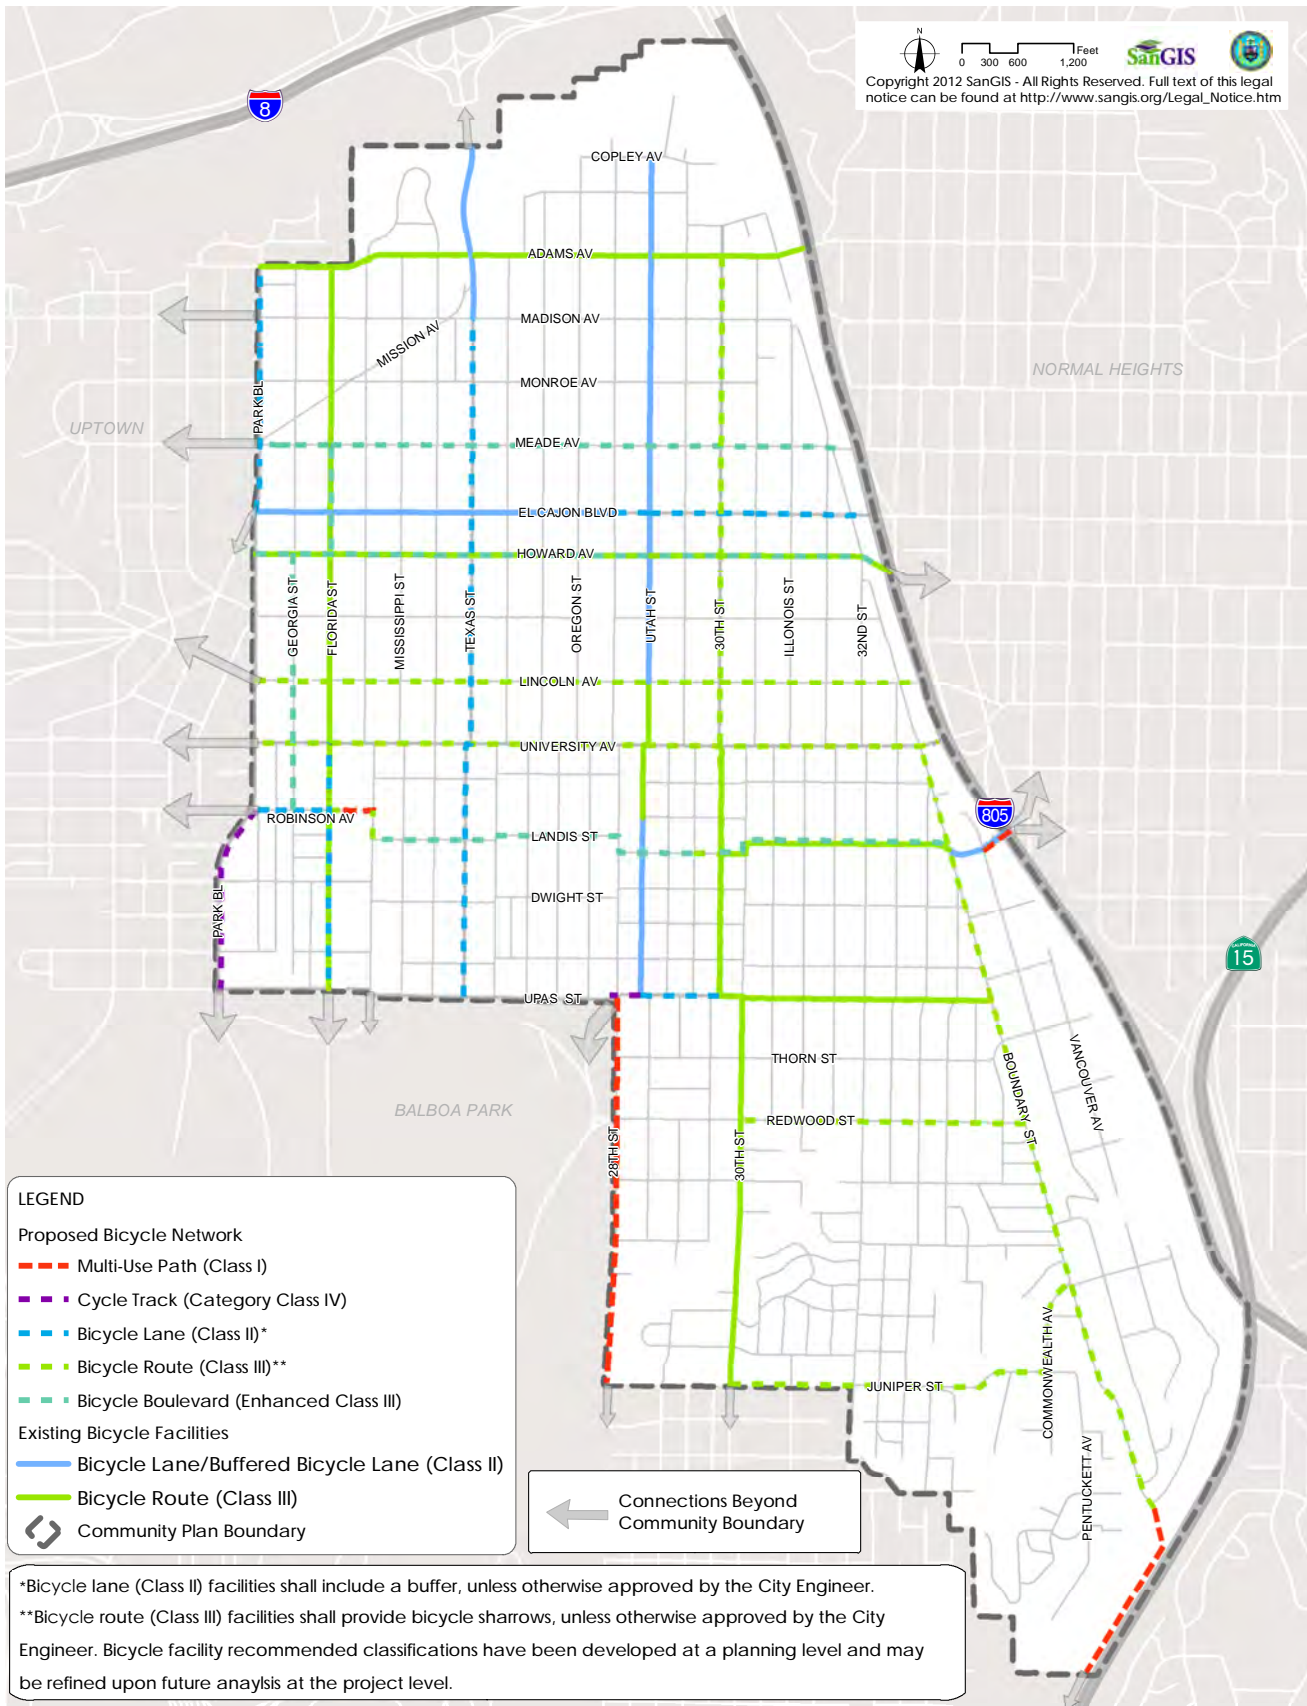 N
0 300 600 1,200 Feet
SanGIS
Copyright 2012 SanGIS - All Rights Reserved. Full text of this legal
notice can be found at http://www.sangis.org/Legal_Notice.htm
8
COPLEY AV
ADAMS AV
MADISON AV
MISSION AV
MONROE AV
NORMAL HEIGHTS
PARK BL
UPTOWN
MEADE AV
EL CAJON BLVD
HOWARD AV
GEORGIA ST
FLORIDA ST
MISSISSIPPI ST
TEXAS ST
OREGON ST
UTAH ST
30TH ST
ILLONOIS ST
32ND ST
LINCOLN AV
UNIVERSITY AV
805
ROBINSON AV
LANDIS ST
DWIGHT ST
PARK BL
CALIFORNIA
15
UPAS ST
THORN ST
BOUNDARY ST
VANCOUVER AV
BALBOA PARK
REDWOOD ST
28TH ST
30TH ST
COMMONWEALTH AV
JUNIPER ST
PENTUCKETT AV
LEGEND
Proposed Bicycle Network
Multi-Use Path (Class I)
Cycle Track (Category Class IV)
Bicycle Lane (Class II)*
Bicycle Route (Class III)**
Bicycle Boulevard (Enhanced Class III)
Existing Bicycle Facilities
Bicycle Lane/Buffered Bicycle Lane (Class II)
Bicycle Route (Class III)
Community Plan Boundary
Connections Beyond
Community Boundary
*Bicycle lane (Class II) facilities shall include a buffer, unless otherwise approved by the City Engineer.
**Bicycle route (Class III) facilities shall provide bicycle sharrows, unless otherwise approved by the City
Engineer. Bicycle facility recommended classifications have been developed at a planning level and may
be refined upon future anaylsis at the project level.